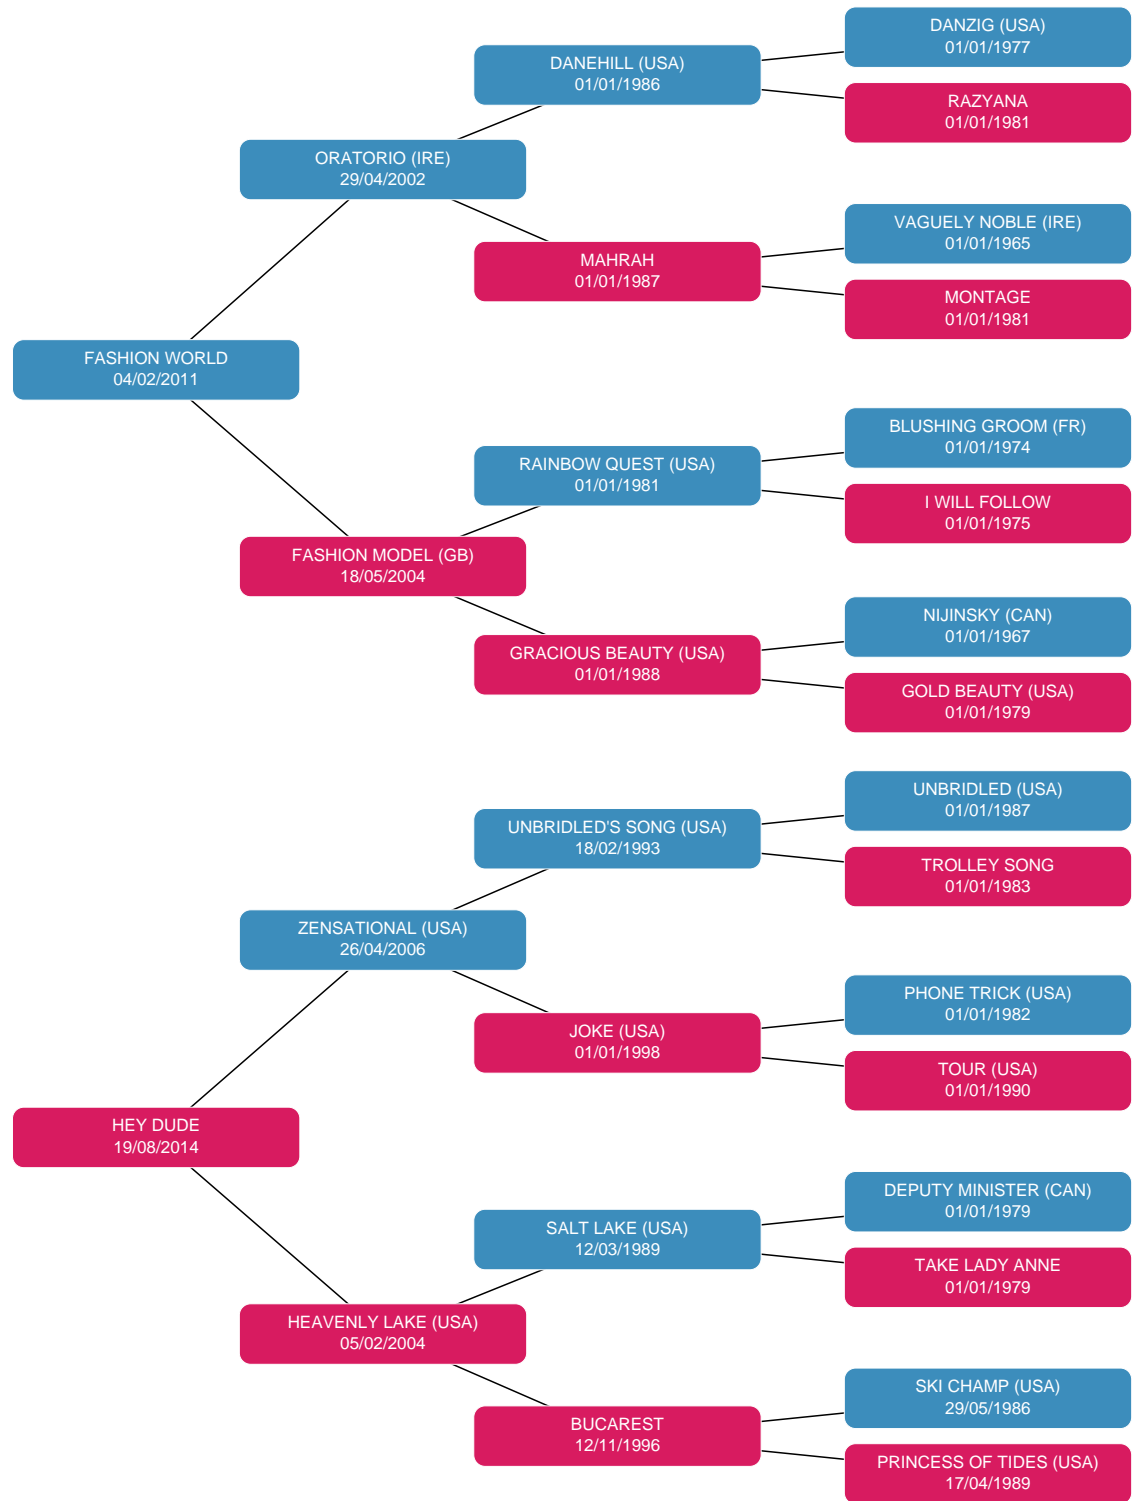 DANZIG (USA)
01/01/1977
DANEHILL (USA)
01/01/1986
RAZYANA
01/01/1981
ORATORIO (IRE)
29/04/2002
VAGUELY NOBLE (IRE)
01/01/1965
MAHRAH
01/01/1987
MONTAGE
01/01/1981
FASHION WORLD
04/02/2011
BLUSHING GROOM (FR)
01/01/1974
RAINBOW QUEST (USA)
01/01/1981
I WILL FOLLOW
01/01/1975
FASHION MODEL (GB)
18/05/2004
NIJINSKY (CAN)
01/01/1967
GRACIOUS BEAUTY (USA)
01/01/1988
GOLD BEAUTY (USA)
01/01/1979
UNBRIDLED (USA)
01/01/1987
UNBRIDLED'S SONG (USA)
18/02/1993
TROLLEY SONG
01/01/1983
ZENSATIONAL (USA)
26/04/2006
PHONE TRICK (USA)
01/01/1982
JOKE (USA)
01/01/1998
TOUR (USA)
01/01/1990
HEY DUDE
19/08/2014
DEPUTY MINISTER (CAN)
01/01/1979
SALT LAKE (USA)
12/03/1989
TAKE LADY ANNE
01/01/1979
HEAVENLY LAKE (USA)
05/02/2004
SKI CHAMP (USA)
29/05/1986
BUCAREST
12/11/1996
PRINCESS OF TIDES (USA)
17/04/1989